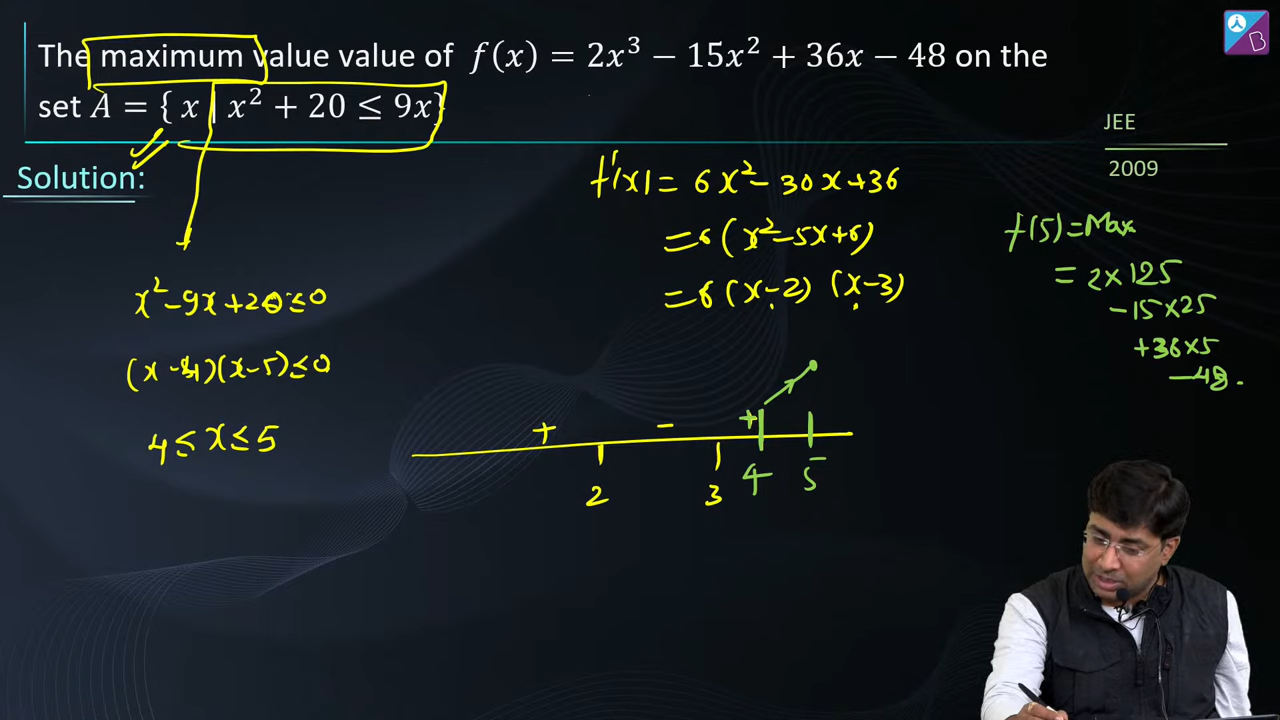 The maximum value value of f(x) = 2x³ − 15x² + 36x − 48 on the
set A = { x | x² + 20 ≤ 9x}
JEE
2009
Solution:
x² - 9x + 20 ≤ 0
(x - 4)(x - 5) ≤ 0
4 ≤ x ≤ 5
f'(x) = 6x² - 30x + 36
= 6(x² - 5x + 6)
= 6(x - 2) (x - 3)
+ - +
2 3 4 5
f(5) = Max
= 2 × 125
- 15 × 25
+ 36 × 5
- 48.
B